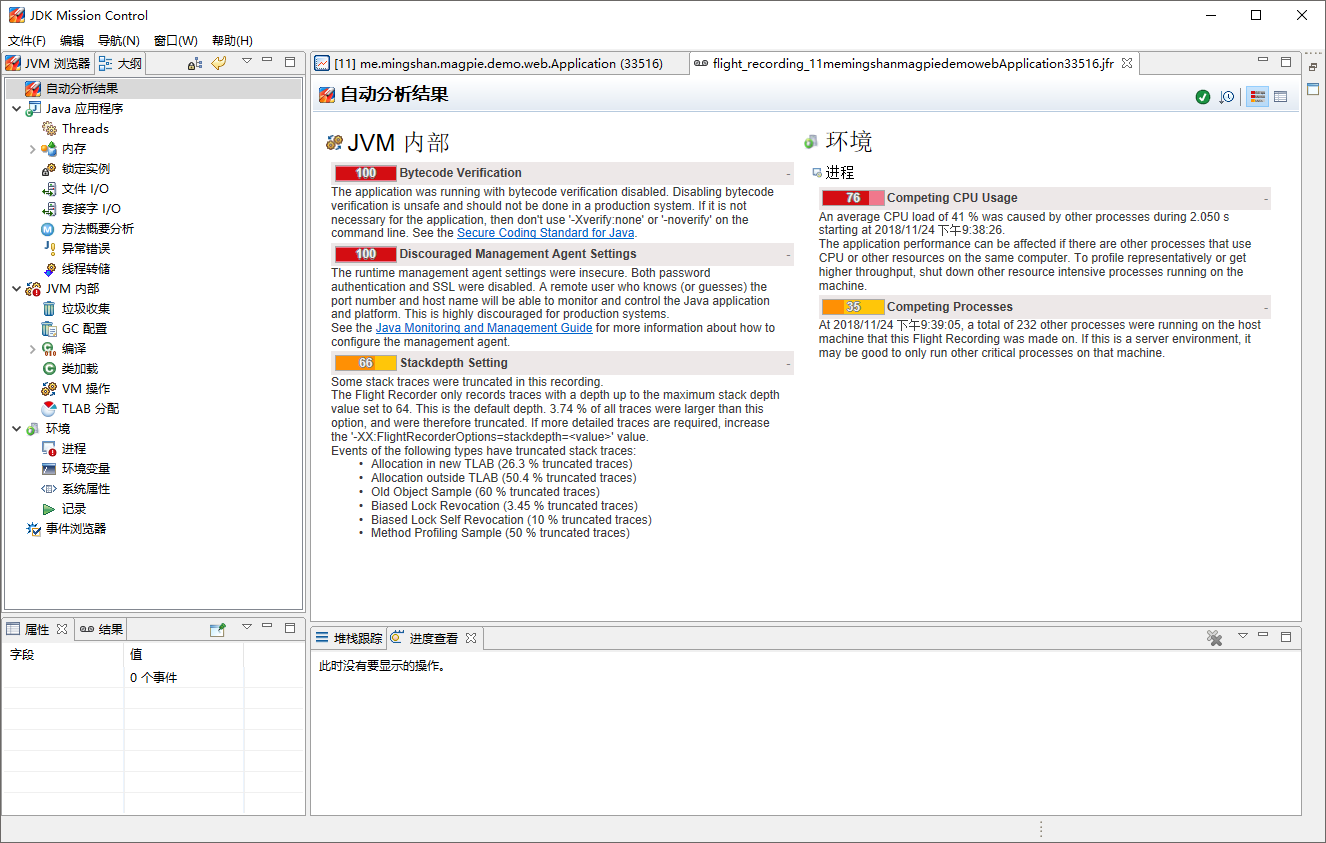 JDK Mission Control
文件(F) 编辑 导航(N) 窗口(W) 帮助(H)
JVM 浏览器 大纲
自动分析结果
Java 应用程序
Threads
内存
锁定实例
文件 I/O
套接字 I/O
方法概要分析
异常错误
线程转储
JVM 内部
垃圾收集
GC 配置
编译
类加载
VM 操作
TLAB 分配
环境
进程
环境变量
系统属性
记录
事件浏览器
属性 结果
字段 值
0 个事件
[11] me.mingshan.magpie.demo.web.Application (33516) flight_recording_11memingshanmagpiedemowebApplication33516.jfr
自动分析结果
JVM 内部
100 Bytecode Verification -
The application was running with bytecode verification disabled. Disabling bytecode
verification is unsafe and should not be done in a production system. If it is not
necessary for the application, then don't use '-Xverify:none' or '-noverify' on the
command line. See the Secure Coding Standard for Java.
100 Discouraged Management Agent Settings -
The runtime management agent settings were insecure. Both password
authentication and SSL were disabled. A remote user who knows (or guesses) the
port number and host name will be able to monitor and control the Java application
and platform. This is highly discouraged for production systems.
See the Java Monitoring and Management Guide for more information about how to
configure the management agent.
66 Stackdepth Setting -
Some stack traces were truncated in this recording.
The Flight Recorder only records traces with a depth up to the maximum stack depth
value set to 64. This is the default depth. 3.74 % of all traces were larger than this
option, and were therefore truncated. If more detailed traces are required, increase
the '-XX:FlightRecorderOptions=stackdepth=<value>' value.
Events of the following types have truncated stack traces:
• Allocation in new TLAB (26.3 % truncated traces)
• Allocation outside TLAB (50.4 % truncated traces)
• Old Object Sample (60 % truncated traces)
• Biased Lock Revocation (3.45 % truncated traces)
• Biased Lock Self Revocation (10 % truncated traces)
• Method Profiling Sample (50 % truncated traces)
环境
进程
76 Competing CPU Usage -
An average CPU load of 41 % was caused by other processes during 2.050 s
starting at 2018/11/24 下午9:38:26.
The application performance can be affected if there are other processes that use
CPU or other resources on the same computer. To profile representatively or get
higher throughput, shut down other resource intensive processes running on the
machine.
35 Competing Processes -
At 2018/11/24 下午9:39:05, a total of 232 other processes were running on the host
machine that this Flight Recording was made on. If this is a server environment, it
may be good to only run other critical processes on that machine.
堆栈跟踪 进度查看
此时没有要显示的操作。